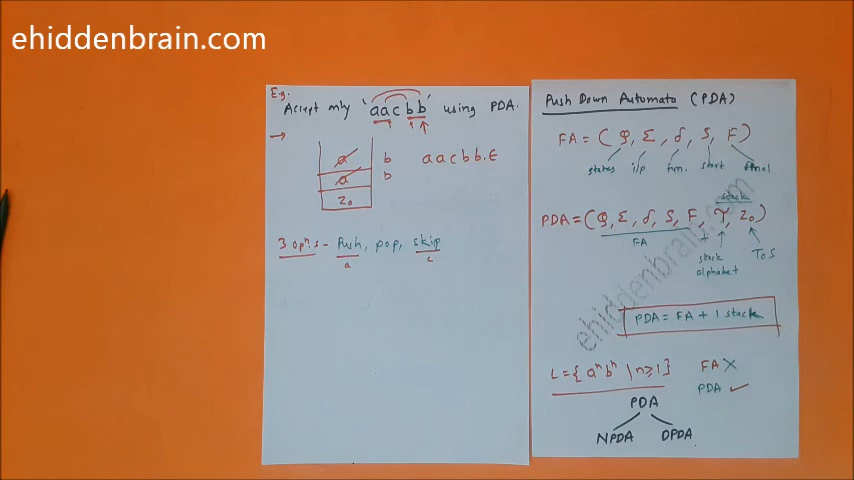 ehiddenbrain.com
Eg.
Accept only 'aacbb' using PDA.
a b aacbb.ε
a b
Z₀
3 opⁿ.s - Push, pop, skip
a c
Push Down Automata (PDA)
FA = (Q, Σ, δ, S, F)
states i/p fun. start final
stack
PDA = (Q, Σ, δ, S, F, Υ, Z₀)
FA + stack alphabet TOS
ehiddenbrain.com
PDA = FA + 1 stack
L = {aⁿbⁿ | n≥1} FA X
PDA ✓
PDA
NPDA DPDA